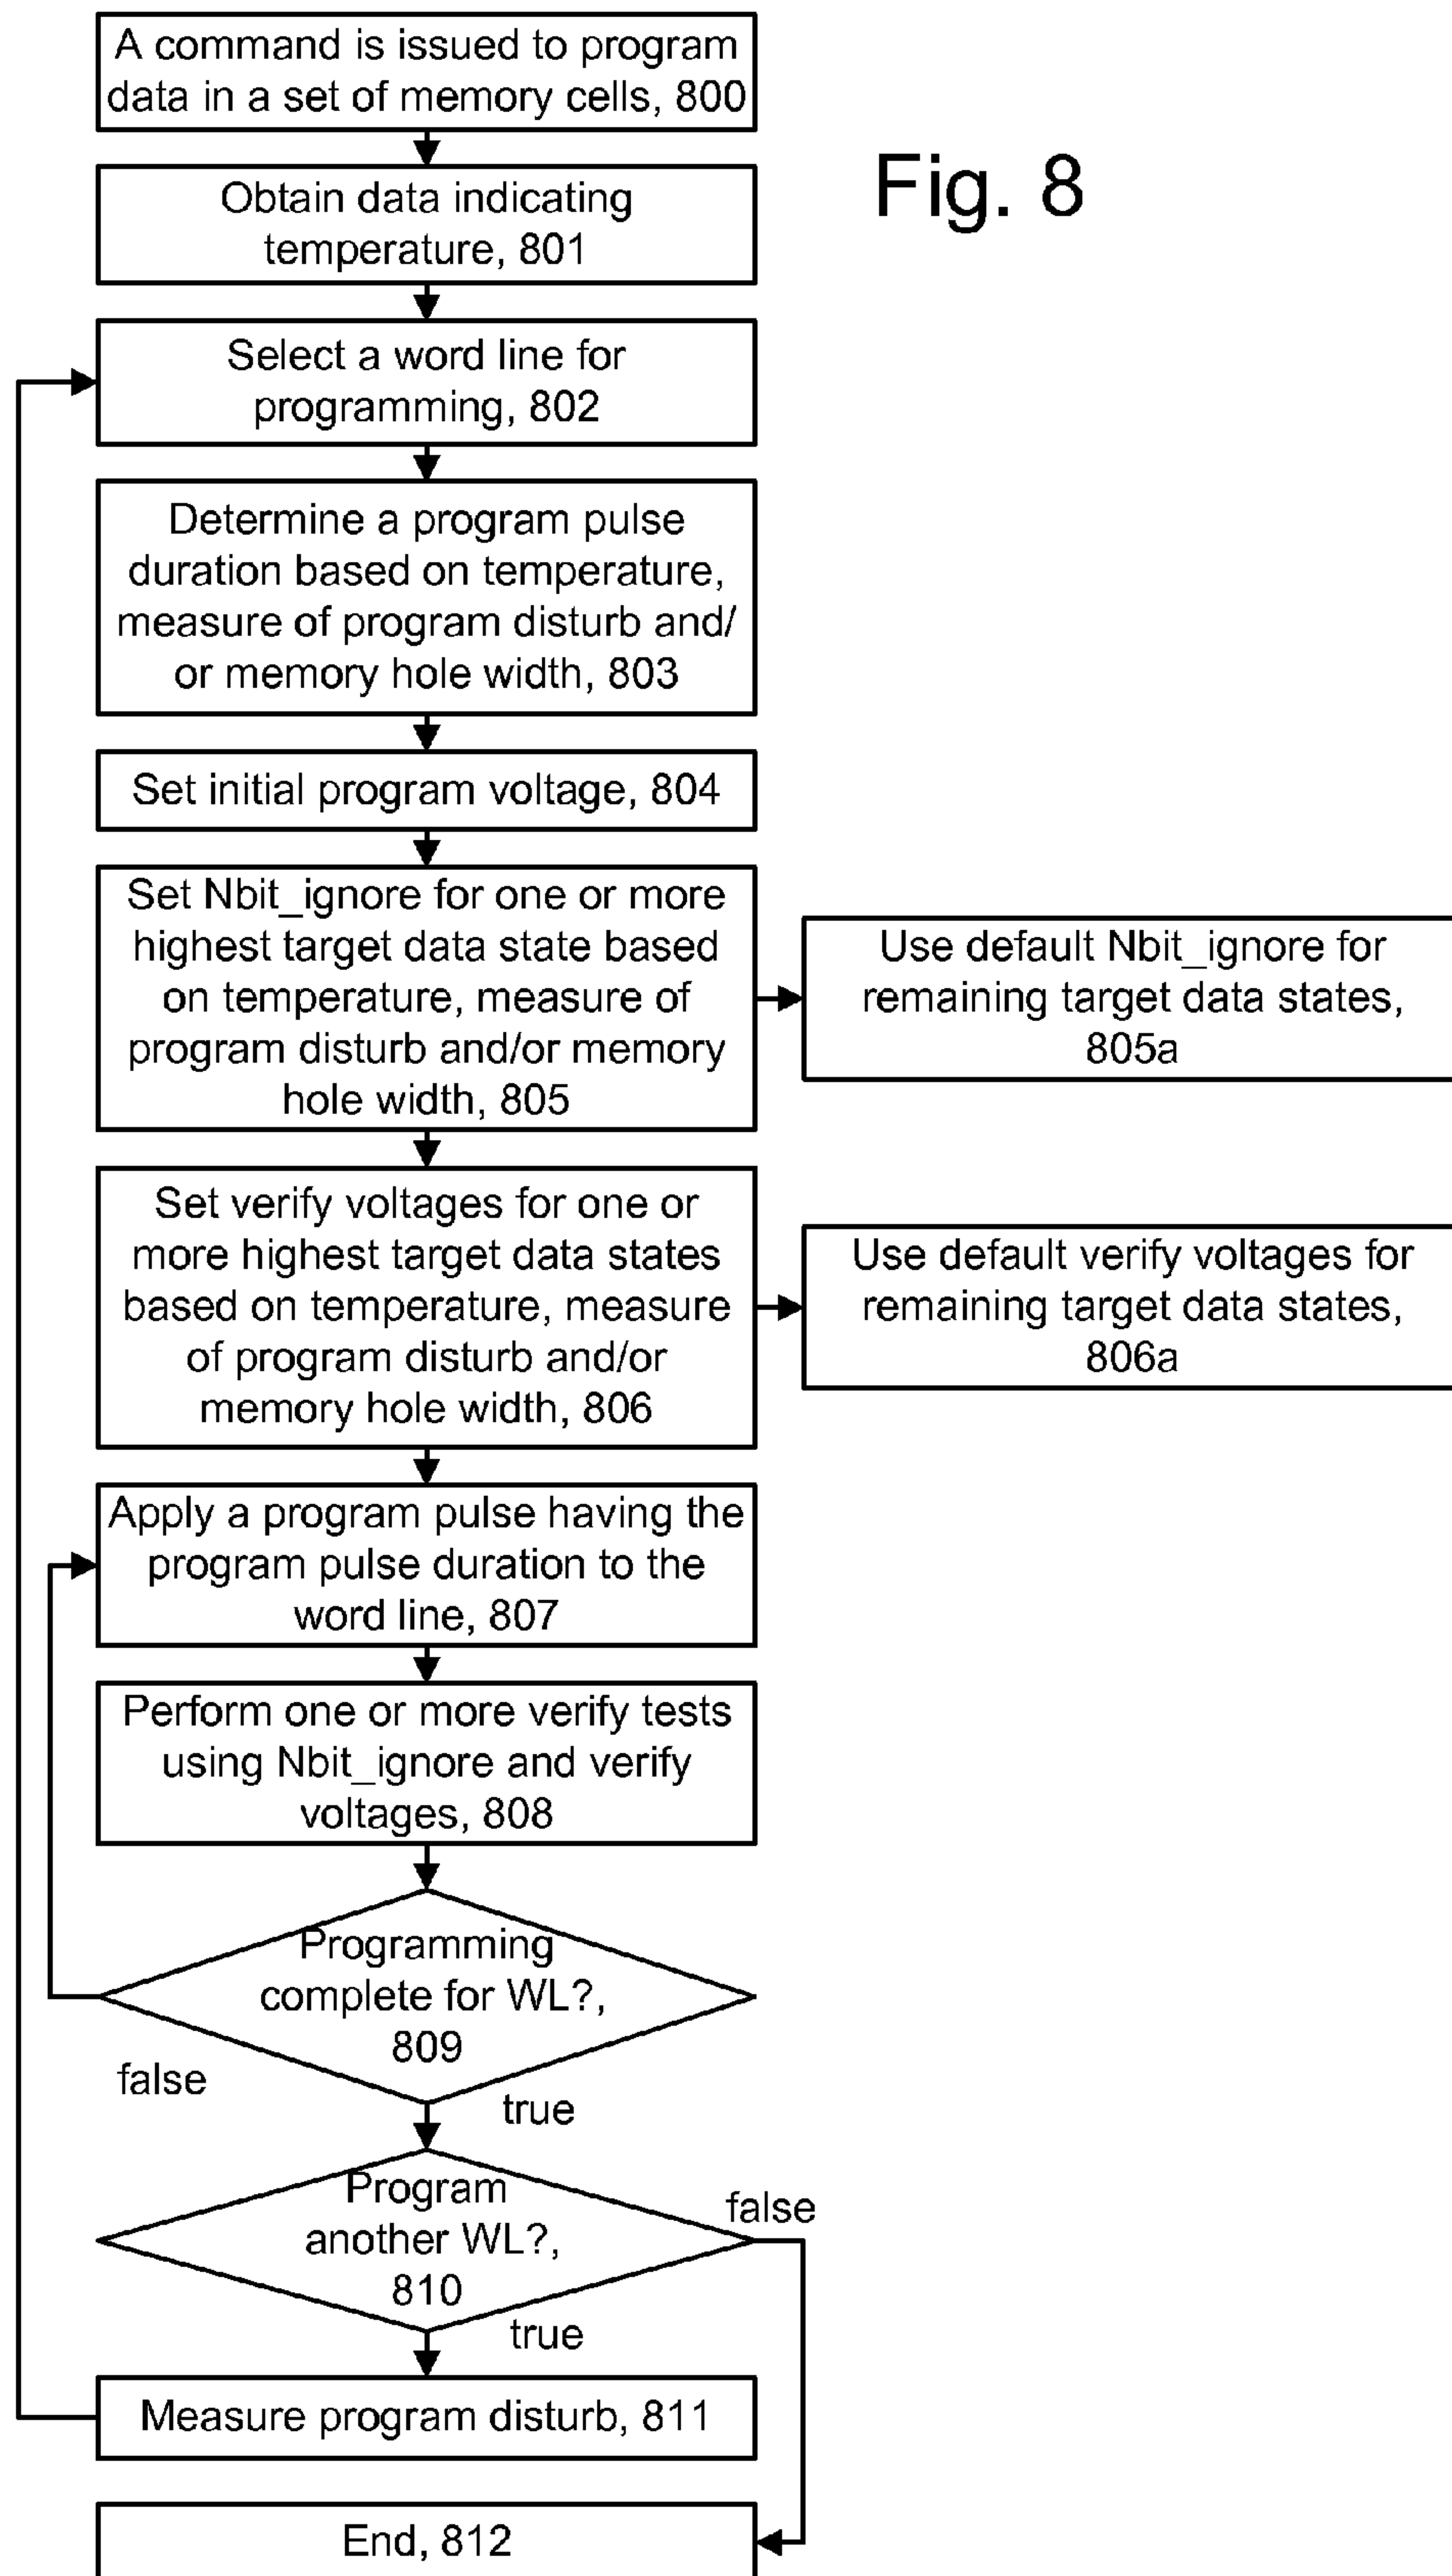 A command is issued to program
data in a set of memory cells, 800
Fig. 8
Obtain data indicating
temperature, 801
Select a word line for
programming, 802
Determine a program pulse
duration based on temperature,
measure of program disturb and/
or memory hole width, 803
Set initial program voltage, 804
Set Nbit_ignore for one or more
highest target data state based
on temperature, measure of
program disturb and/or memory
hole width, 805
Use default Nbit_ignore for
remaining target data states,
805a
Set verify voltages for one or
more highest target data states
based on temperature, measure
of program disturb and/or
memory hole width, 806
Use default verify voltages for
remaining target data states,
806a
Apply a program pulse having the
program pulse duration to the
word line, 807
Perform one or more verify tests
using Nbit_ignore and verify
voltages, 808
Programming
complete for WL?,
809
false
true
Program
another WL?,
810
false
true
Measure program disturb, 811
End, 812